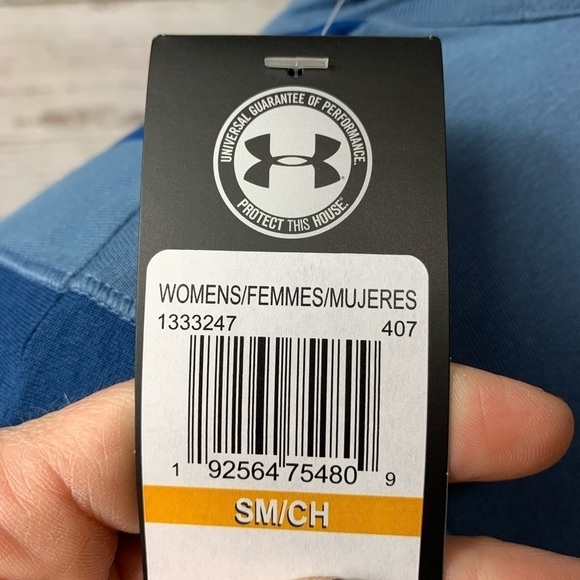 UNIVERSAL GUARANTEE OF PERFORMANCE.
PROTECT THIS HOUSE.
WOMENS/FEMMES/MUJERES
1333247 407
1 92564 75480 9
SM/CH